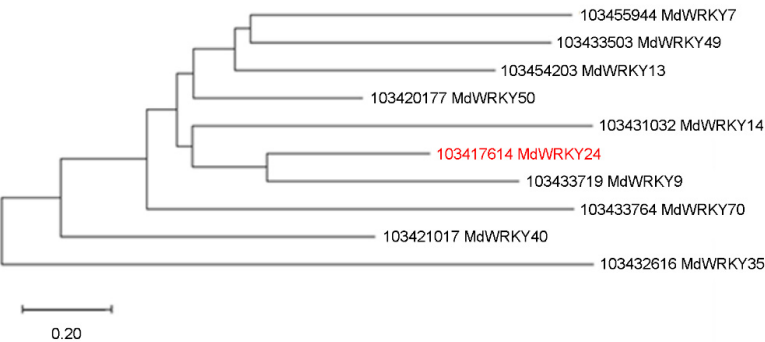 103455944 MdWRKY7
103433503 MdWRKY49
103454203 MdWRKY13
103420177 MdWRKY50
103431032 MdWRKY14
103417614 MdWRKY24
103433719 MdWRKY9
103433764 MdWRKY70
103421017 MdWRKY40
103432616 MdWRKY35
0.20